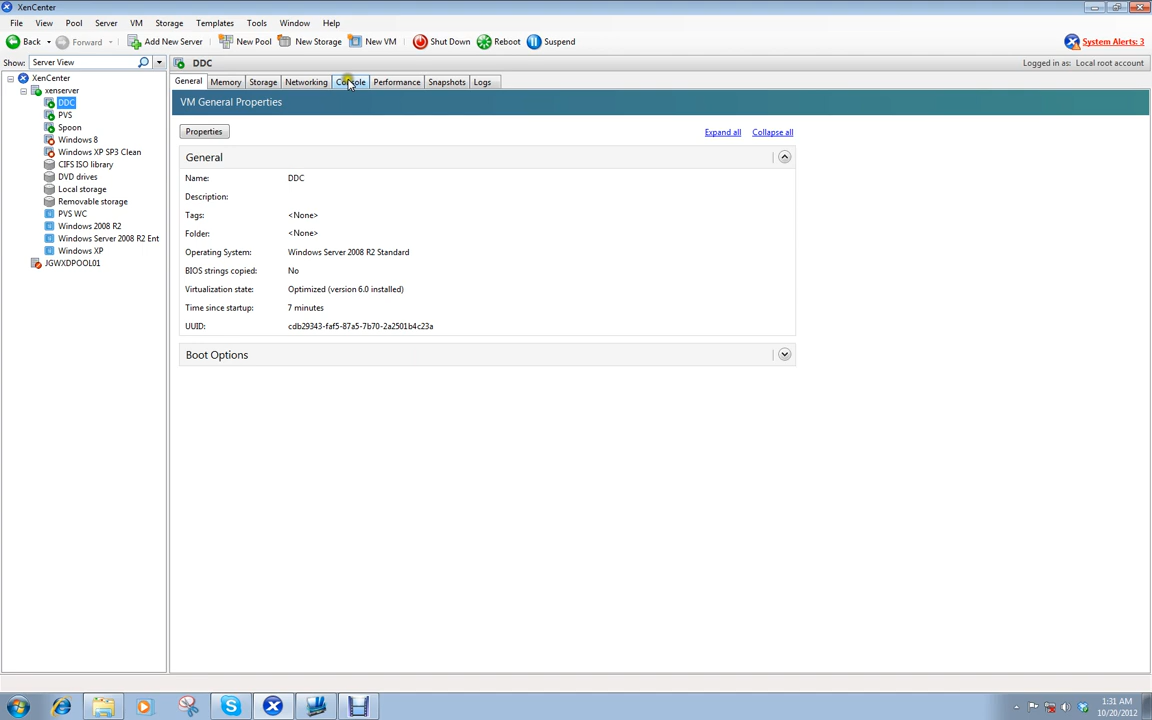 XenCenter
File View Pool Server VM Storage Templates Tools Window Help
Back Forward Add New Server New Pool New Storage New VM Shut Down Reboot Suspend System Alerts: 3
Show: Server View
DDC
Logged in as: Local root account
XenCenter
xenserver
DDC
PVS
Spoon
Windows 8
Windows XP SP3 Clean
CIFS ISO library
DVD drives
Local storage
Removable storage
PVS WC
Windows 2008 R2
Windows Server 2008 R2 Ent
Windows XP
JGWXDPOOL01
General Memory Storage Networking Console Performance Snapshots Logs
VM General Properties
Properties
Expand all Collapse all
General
Name: DDC
Description:
Tags: <None>
Folder: <None>
Operating System: Windows Server 2008 R2 Standard
BIOS strings copied: No
Virtualization state: Optimized (version 6.0 installed)
Time since startup: 7 minutes
UUID: cdb29343-faf5-87a5-7b70-2a2501b4c23a
Boot Options
1:31 AM
10/20/2012